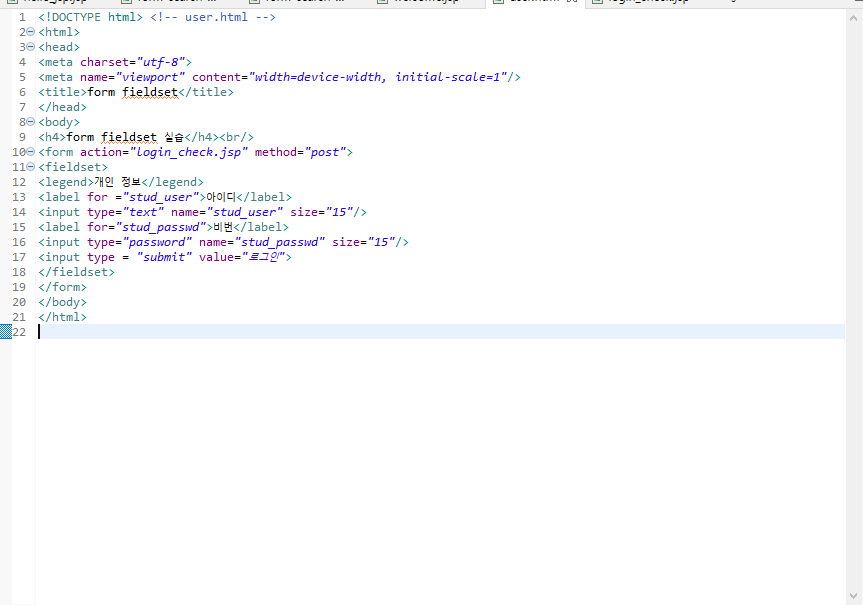 1 <!DOCTYPE html> <!-- user.html -->
2 <html>
3 <head>
4 <meta charset="utf-8">
5 <meta name="viewport" content="width=device-width, initial-scale=1"/>
6 <title>form fieldset</title>
7 </head>
8 <body>
9 <h4>form fieldset 실습</h4><br/>
10 <form action="login_check.jsp" method="post">
11 <fieldset>
12 <legend>개인 정보</legend>
13 <label for ="stud_user">아이디</label>
14 <input type="text" name="stud_user" size="15"/>
15 <label for="stud_passwd">비번</label>
16 <input type="password" name="stud_passwd" size="15"/>
17 <input type = "submit" value="로그인">
18 </fieldset>
19 </form>
20 </body>
21 </html>
22